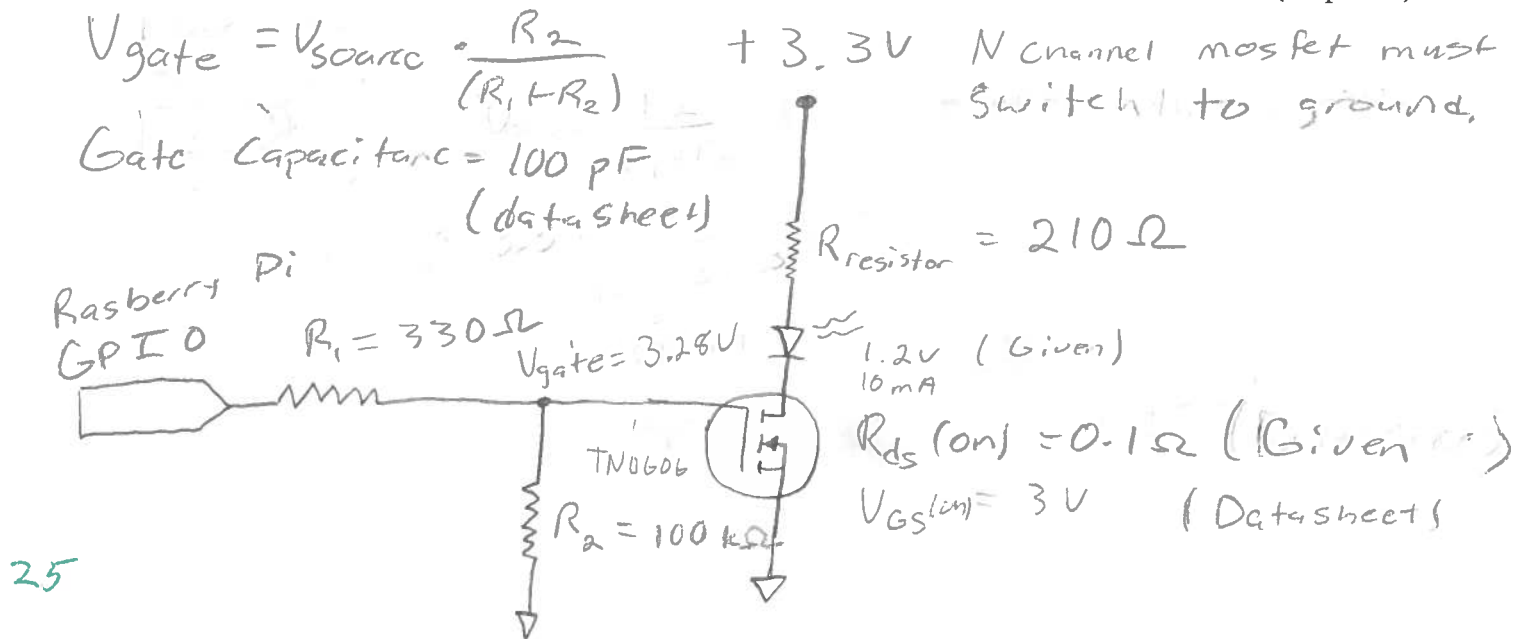 Vgate = Vsource · R2/(R1+R2)
+3.3V
N channel mosfet must
switch to ground.
Gate Capacitanc = 100 pF
(datasheet)
Rresistor = 210 Ω
Rasberry Pi
GPIO
R1 = 330Ω
Vgate = 3.28V
1.2v (Given)
10mA
TN0606
Rds (on) = 0.1Ω (Given)
VGS(on) = 3V (Datasheet)
R2 = 100 kΩ
25